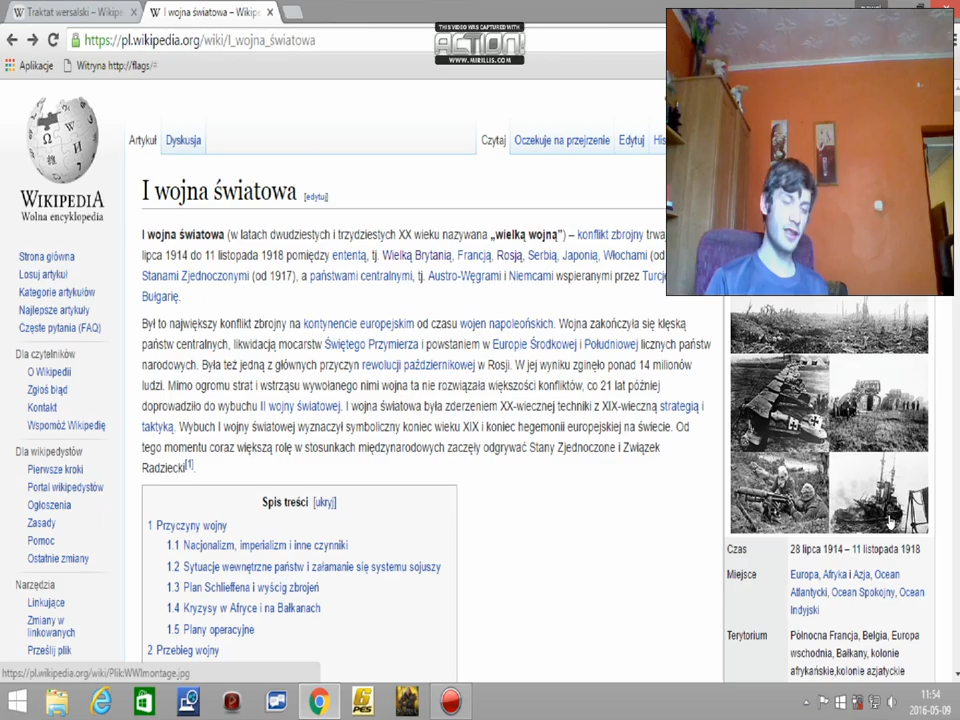 Traktat wersalski – Wikipe
I wojna światowa – Wikipe
https://pl.wikipedia.org/wiki/I_wojna_światowa
THIS VIDEO WAS CAPTURED WITH
ACTION!
WWW.MIRILLIS.COM
Aplikacje
Witryna http://flags/#
WIKIPEDIA
Wolna encyklopedia
Strona główna
Losuj artykuł
Kategorie artykułów
Najlepsze artykuły
Częste pytania (FAQ)
Dla czytelników
O Wikipedii
Zgłoś błąd
Kontakt
Wspomóż Wikipedię
Dla wikipedystów
Pierwsze kroki
Portal wikipedystów
Ogłoszenia
Zasady
Pomoc
Ostatnie zmiany
Narzędzia
Linkujące
Zmiany w
linkowanych
Prześlij plik
Artykuł
Dyskusja
Czytaj
Oczekuje na przejrzenie
Edytuj
His
I wojna światowa [edytuj]
I wojna światowa (w latach dwudziestych i trzydziestych XX wieku nazywana „wielką wojną”) – konflikt zbrojny trwa
lipca 1914 do 11 listopada 1918 pomiędzy ententą, tj. Wielką Brytanią, Francją, Rosją, Serbią, Japonią, Włochami (od
Stanami Zjednoczonymi (od 1917), a państwami centralnymi, tj. Austro-Węgrami i Niemcami wspieranymi przez Turcję
Bułgarię.
Był to największy konflikt zbrojny na kontynencie europejskim od czasu wojen napoleońskich. Wojna zakończyła się klęską
państw centralnych, likwidacją mocarstw Świętego Przymierza i powstaniem w Europie Środkowej i Południowej licznych państw
narodowych. Była też jedną z głównych przyczyn rewolucji październikowej w Rosji. W jej wyniku zginęło ponad 14 milionów
ludzi. Mimo ogromu strat i wstrząsu wywołanego nimi wojna ta nie rozwiązała większości konfliktów, co 21 lat później
doprowadziło do wybuchu II wojny światowej. I wojna światowa była zderzeniem XX-wiecznej techniki z XIX-wieczną strategią i
taktyką. Wybuch I wojny światowej wyznaczył symboliczny koniec wieku XIX i koniec hegemonii europejskiej na świecie. Od
tego momentu coraz większą rolę w stosunkach międzynarodowych zaczęły odgrywać Stany Zjednoczone i Związek
Radziecki[1].
Spis treści [ukryj]
1 Przyczyny wojny
1.1 Nacjonalizm, imperializm i inne czynniki
1.2 Sytuacje wewnętrzne państw i załamanie się systemu sojuszy
1.3 Plan Schlieffena i wyścig zbrojeń
1.4 Kryzysy w Afryce i na Bałkanach
1.5 Plany operacyjne
2 Przebieg wojny
Czas
28 lipca 1914 – 11 listopada 1918
Miejsce
Europa, Afryka i Azja, Ocean
Atlantycki, Ocean Spokojny, Ocean
Indyjski
Terytorium
Północna Francja, Belgia, Europa
wschodnia, Bałkany, kolonie
afrykańskie,kolonie azjatyckie
https://pl.wikipedia.org/wiki/Plik:WWImontage.jpg
6
PES
11:54
2016-05-09